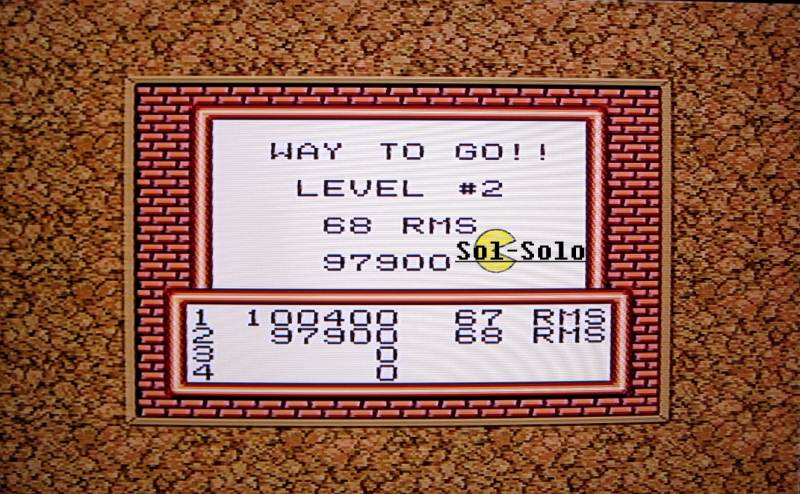 WAY TO GO!!
LEVEL #2
68 RMS
97900
Sol-Solo
1 100400 67 RMS
2 97900 68 RMS
3 0
4 0